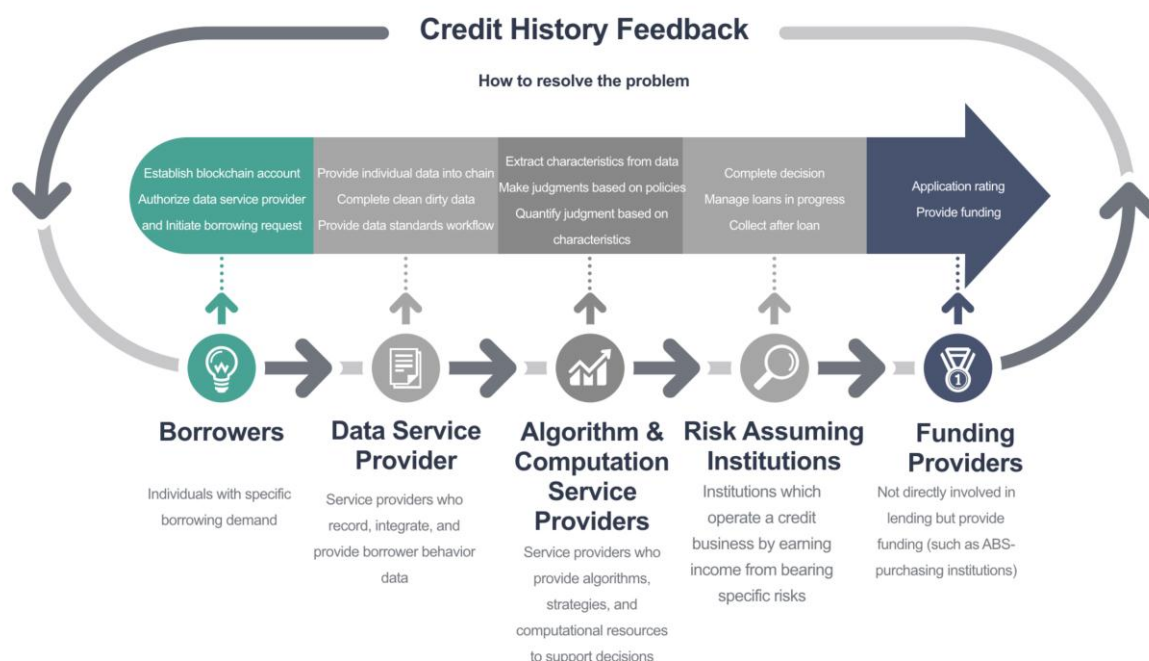 Credit History Feedback
How to resolve the problem
Establish blockchain account
Authorize data service provider
and Initiate borrowing request
Provide individual data into chain
Complete clean dirty data
Provide data standards workflow
Extract characteristics from data
Make judgments based on policies
Quantify judgment based on
characteristics
Complete decision
Manage loans in progress
Collect after loan
Application rating
Provide funding
1
Borrowers
Individuals with specific
borrowing demand
Data Service
Provider
Service providers who
record, integrate, and
provide borrower behavior
data
Algorithm &
Computation
Service
Providers
Service providers who
provide algorithms,
strategies, and
computational resources
to support decisions
Risk Assuming
Institutions
Institutions which
operate a credit
business by earning
income from bearing
specific risks
Funding
Providers
Not directly involved in
lending but provide
funding (such as ABS-
purchasing institutions)